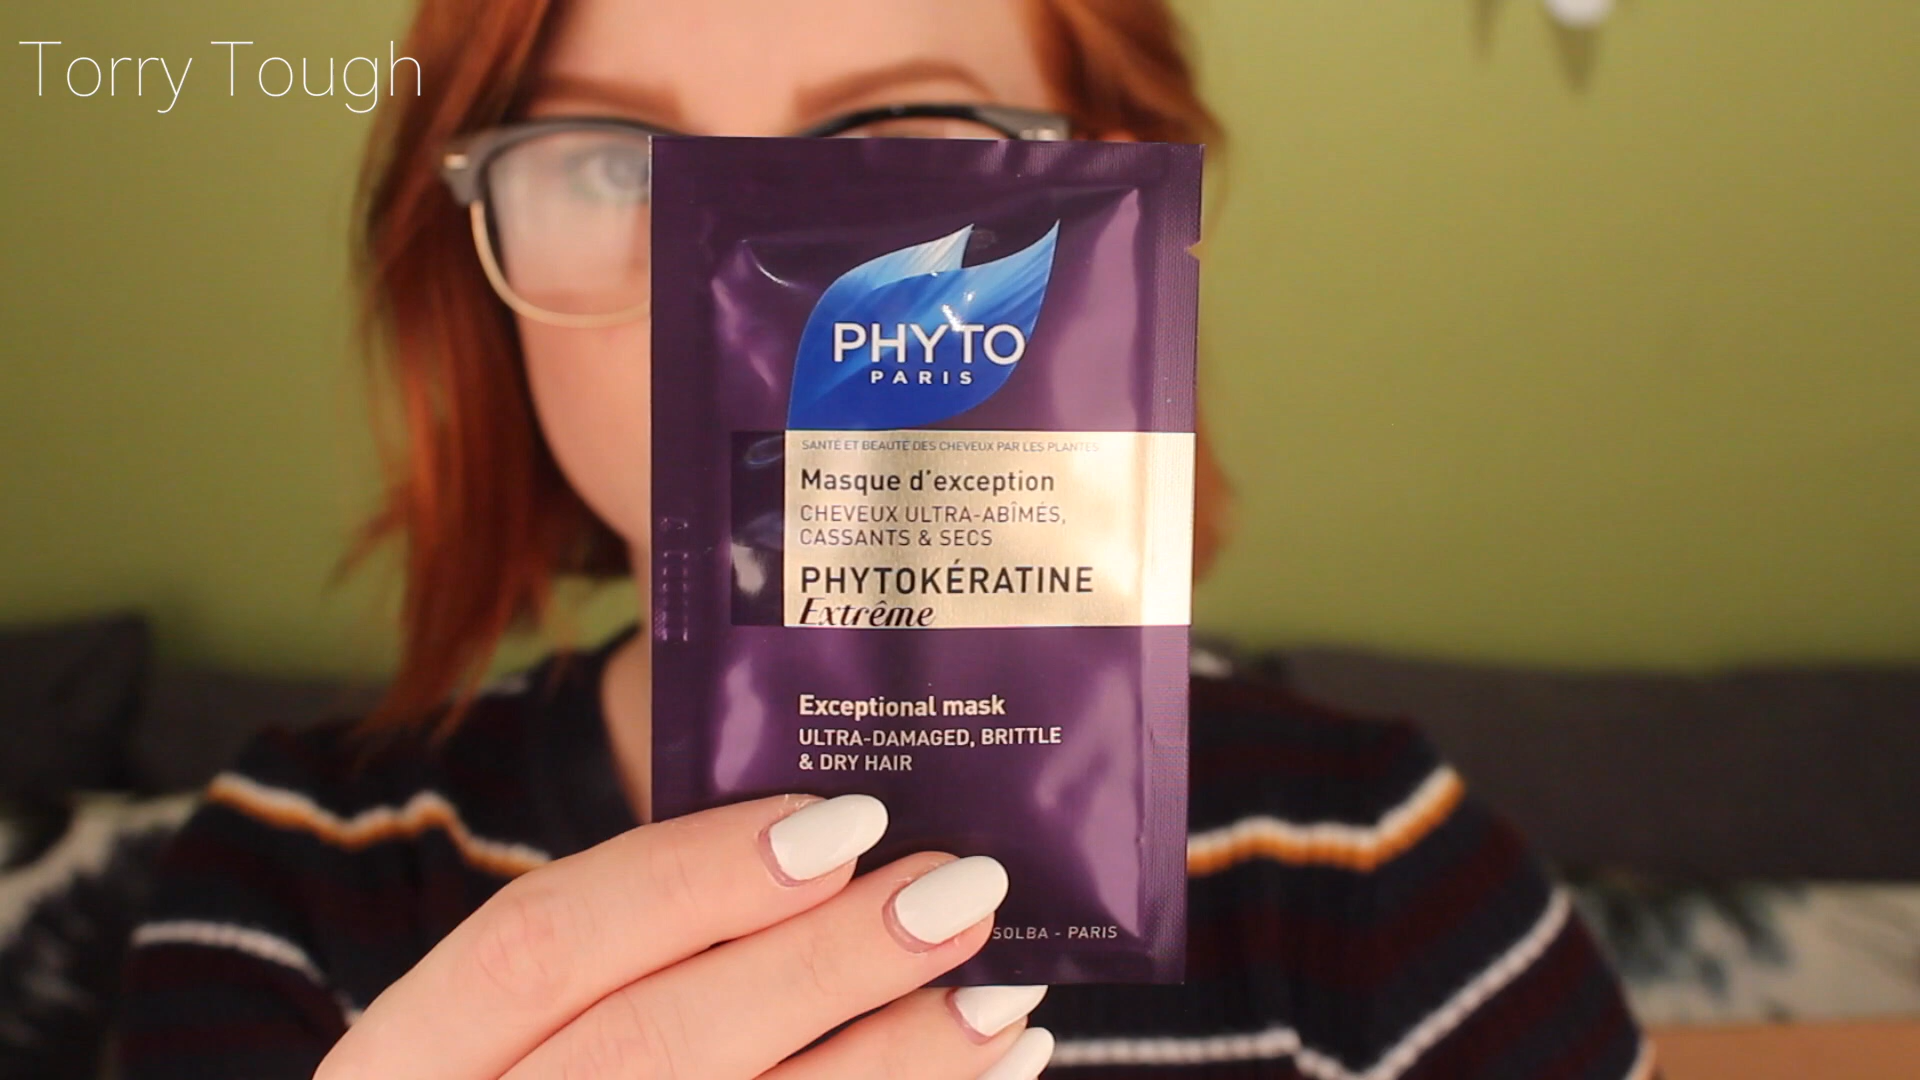 Torry Tough
PHYTO
PARIS
SANTÉ ET BEAUTÉ DES CHEVEUX PAR LES PLANTES
Masque d'exception
CHEVEUX ULTRA-ABÎMÉS,
CASSANTS & SECS
PHYTOKÉRATINE
Extrême
Exceptional mask
ULTRA-DAMAGED, BRITTLE
& DRY HAIR
SOLBA - PARIS